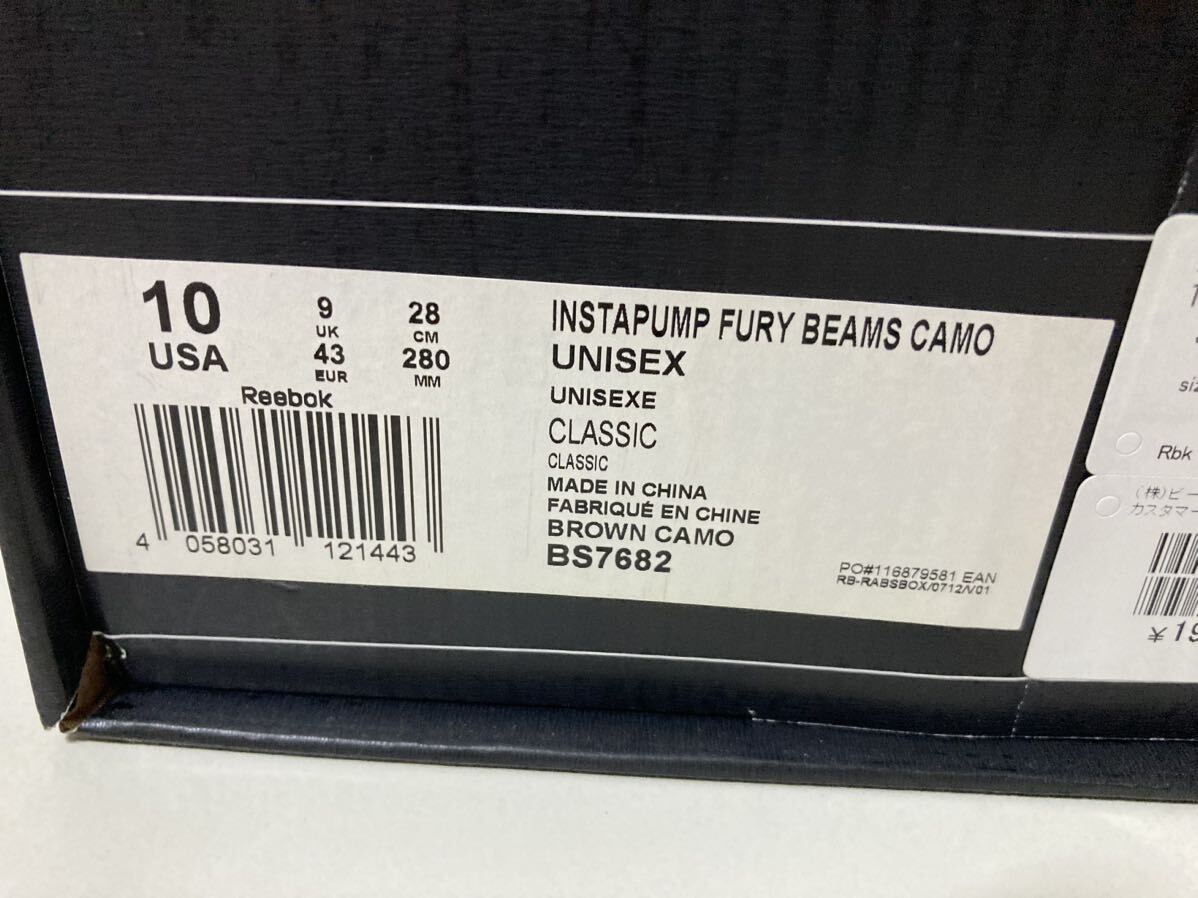 10
USA
9
UK
43
EUR
28
CM
280
MM
Reebok
4 058031 121443
INSTAPUMP FURY BEAMS CAMO
UNISEX
UNISEXE
CLASSIC
CLASSIC
MADE IN CHINA
FABRIQUÉ EN CHINE
BROWN CAMO
BS7682
PO#116879581 EAN
RB-RABSBOX/0712/V01
Rbk
(株)ビー
カスタマー
¥19